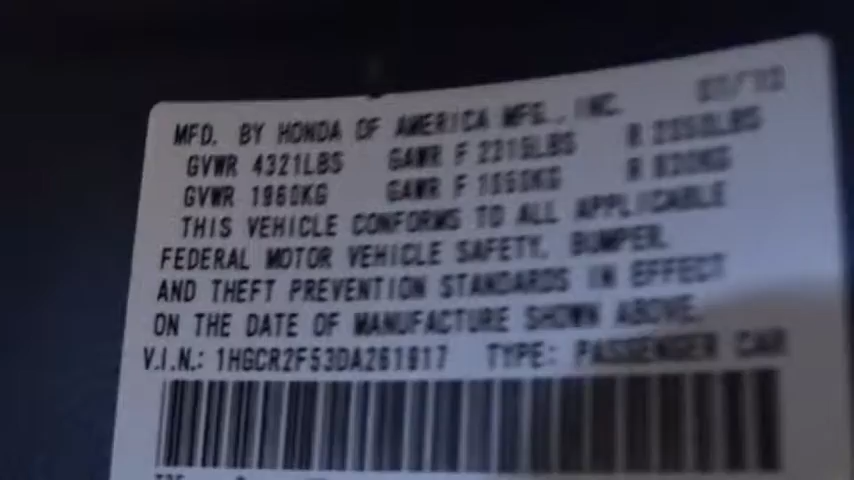 MFD. BY HONDA OF AMERICA MFG., INC.
GVWR 4321LBS GAWR F 2315LBS R
GVWR 1960KG GAWR F 1050KG R
THIS VEHICLE CONFORMS TO ALL APPLICABLE
FEDERAL MOTOR VEHICLE SAFETY, BUMPER,
AND THEFT PREVENTION STANDARDS IN EFFECT
ON THE DATE OF MANUFACTURE SHOWN ABOVE.
V.I.N.: 1HGCR2F53DA261817 TYPE: PASSENGER CAR